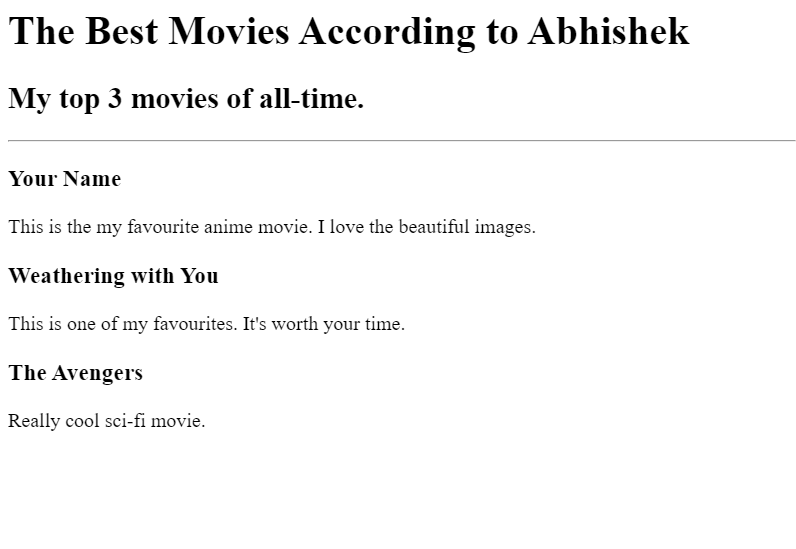 The Best Movies According to Abhishek
My top 3 movies of all-time.
Your Name
This is the my favourite anime movie. I love the beautiful images.
Weathering with You
This is one of my favourites. It's worth your time.
The Avengers
Really cool sci-fi movie.